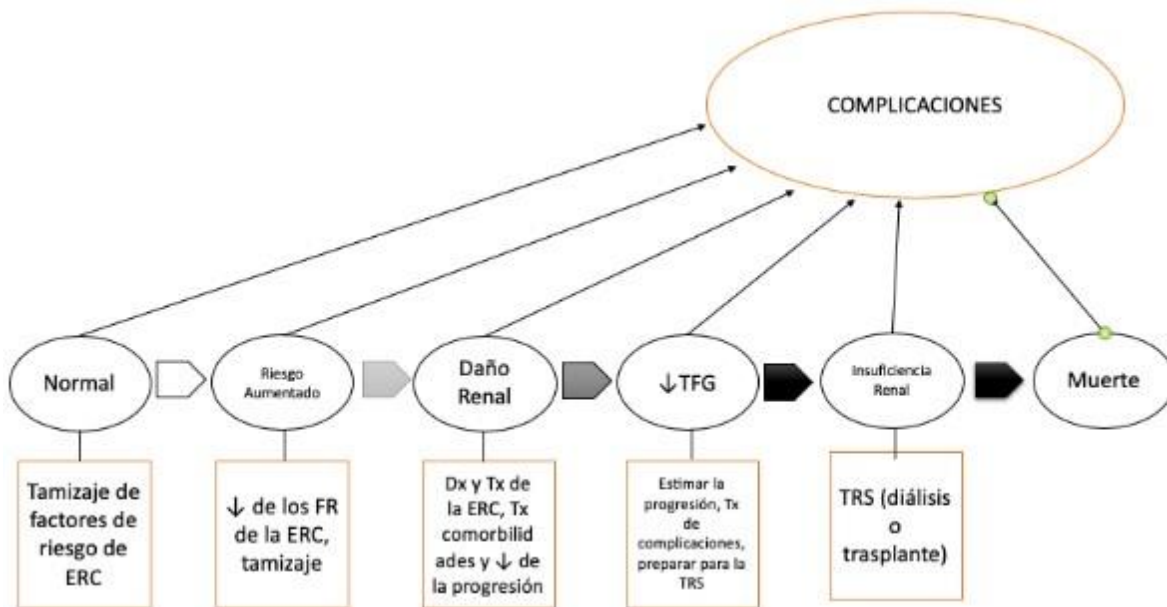 COMPLICACIONES
Normal
Riesgo
Aumentado
Daño
Renal
↓TFG
Insuficiencia
Renal
Muerte
Tamizaje de
factores de
riesgo de
ERC
↓ de los FR
de la ERC,
tamizaje
Dx y Tx de
la ERC, Tx
comorbilid
ades y ↓ de
la progresión
Estimar la
progresión, Tx
de
complicaciones,
preparar para la
TRS
TRS (diálisis
o
trasplante)